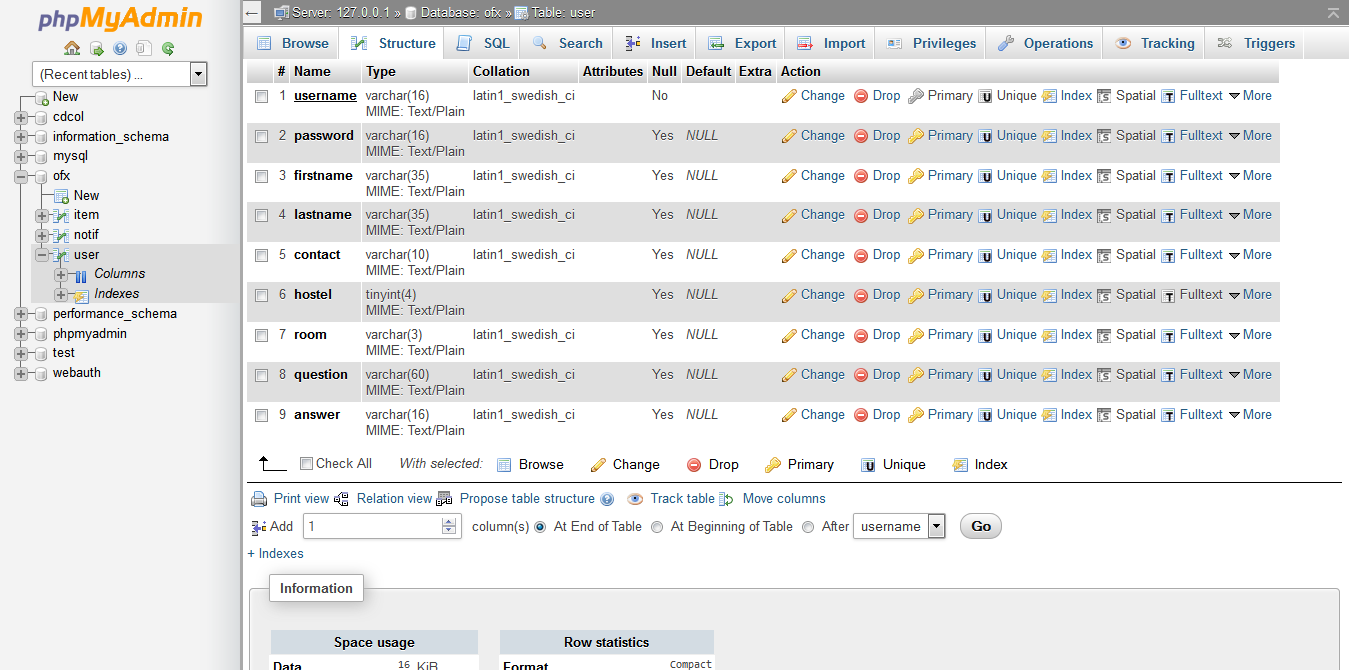 phpMyAdmin
(Recent tables) ...
New
cdcol
information_schema
mysql
ofx
New
item
notif
user
Columns
Indexes
performance_schema
phpmyadmin
test
webauth
← Server: 127.0.0.1 » Database: ofx » Table: user
Browse Structure SQL Search Insert Export Import Privileges Operations Tracking Triggers
# Name Type Collation Attributes Null Default Extra Action
1 username varchar(16) latin1_swedish_ci No Change Drop Primary Unique Index Spatial Fulltext More
MIME: Text/Plain
2 password varchar(16) latin1_swedish_ci Yes NULL Change Drop Primary Unique Index Spatial Fulltext More
MIME: Text/Plain
3 firstname varchar(35) latin1_swedish_ci Yes NULL Change Drop Primary Unique Index Spatial Fulltext More
MIME: Text/Plain
4 lastname varchar(35) latin1_swedish_ci Yes NULL Change Drop Primary Unique Index Spatial Fulltext More
MIME: Text/Plain
5 contact varchar(10) latin1_swedish_ci Yes NULL Change Drop Primary Unique Index Spatial Fulltext More
MIME: Text/Plain
6 hostel tinyint(4) Yes NULL Change Drop Primary Unique Index Spatial Fulltext More
MIME: Text/Plain
7 room varchar(3) latin1_swedish_ci Yes NULL Change Drop Primary Unique Index Spatial Fulltext More
MIME: Text/Plain
8 question varchar(60) latin1_swedish_ci Yes NULL Change Drop Primary Unique Index Spatial Fulltext More
MIME: Text/Plain
9 answer varchar(16) latin1_swedish_ci Yes NULL Change Drop Primary Unique Index Spatial Fulltext More
MIME: Text/Plain
Check All With selected: Browse Change Drop Primary Unique Index
Print view Relation view Propose table structure Track table Move columns
Add 1 column(s) At End of Table At Beginning of Table After username Go
+ Indexes
Information
Space usage Row statistics
Data 16 KiB Format Compact